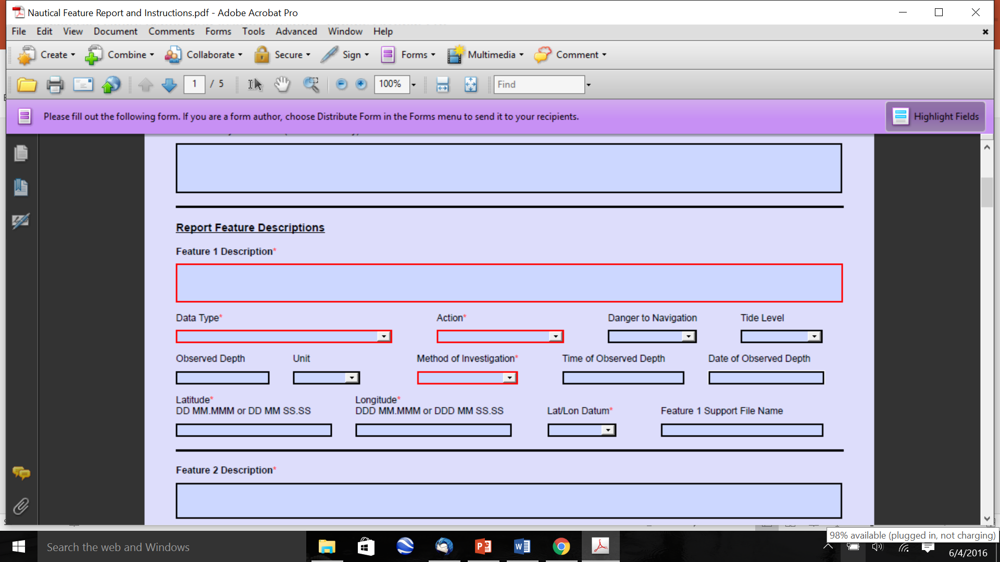 Nautical Feature Report and Instructions.pdf - Adobe Acrobat Pro
File Edit View Document Comments Forms Tools Advanced Window Help
Create Combine Collaborate Secure Sign Forms Multimedia Comment
1 / 5 100% Find
Please fill out the following form. If you are a form author, choose Distribute Form in the Forms menu to send it to your recipients. Highlight Fields
Report Feature Descriptions
Feature 1 Description*
Data Type* Action* Danger to Navigation Tide Level
Observed Depth Unit Method of Investigation* Time of Observed Depth Date of Observed Depth
Latitude* Longitude*
DD MM.MMM or DD MM SS.SS DDD MM.MMM or DDD MM SS.SS Lat/Lon Datum* Feature 1 Support File Name
Feature 2 Description*
98% available (plugged in, not charging)
Search the web and Windows
6/4/2016